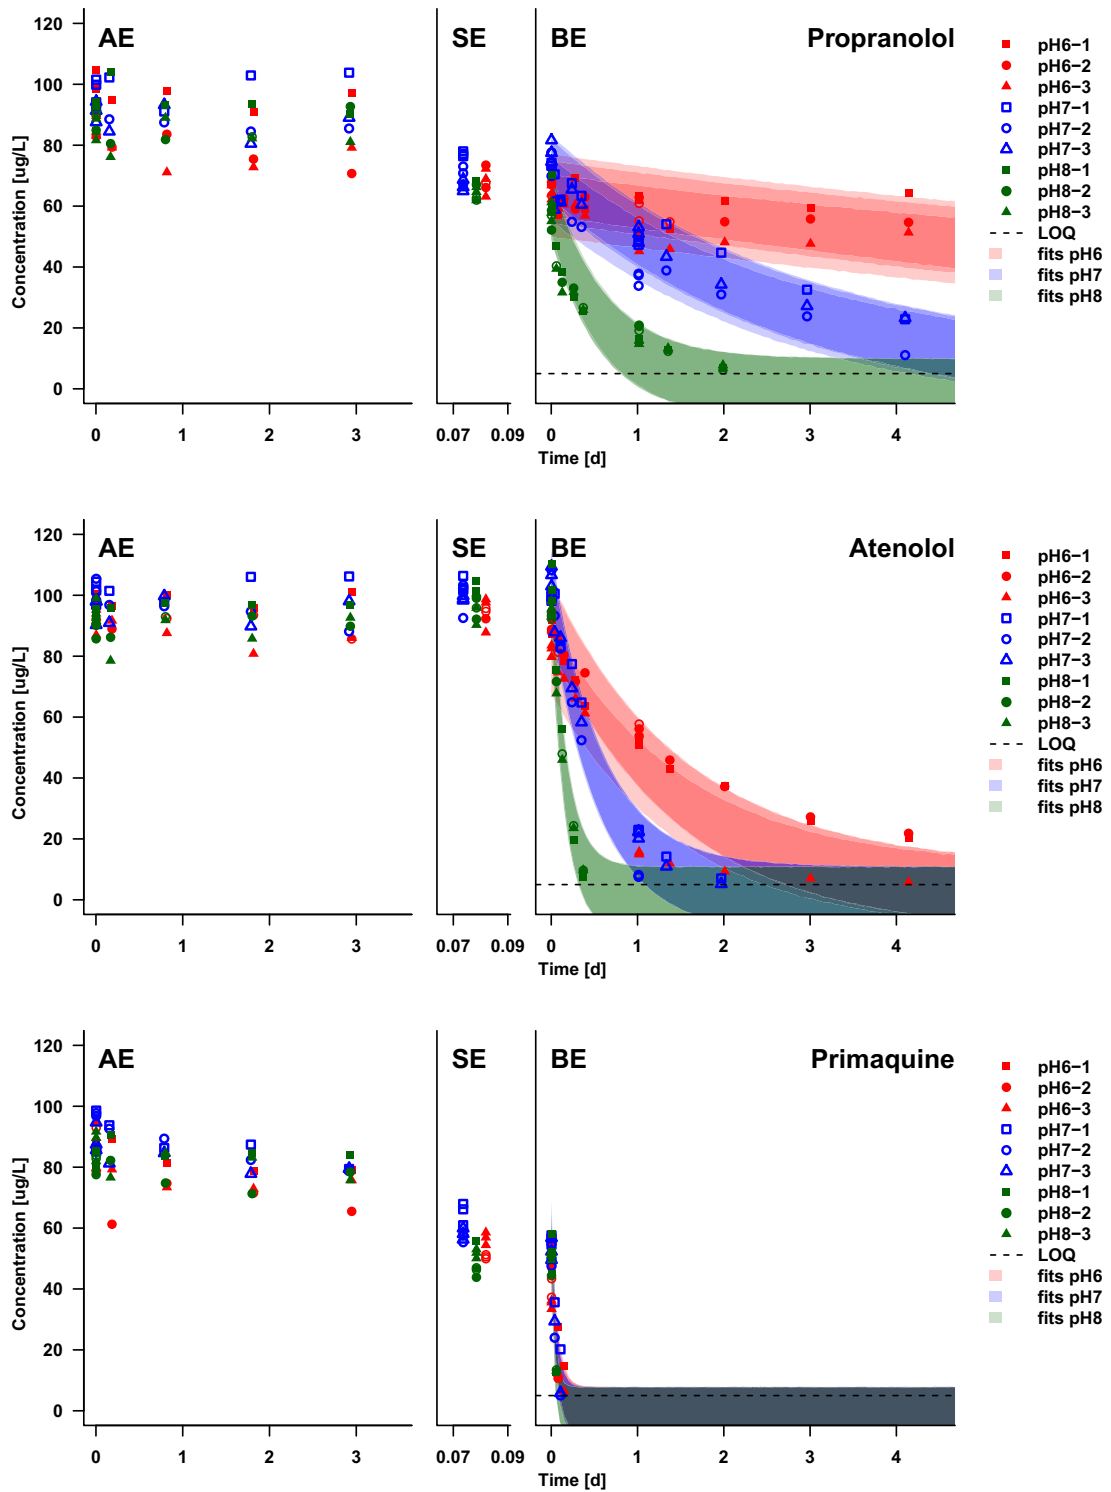 AE SE BE Propranolol
120
100
80
60
40
20
0
Concentration [ug/L]
0 1 2 3 0.07 0.09 0 1 2 3 4
Time [d]
pH6−1
pH6−2
pH6−3
pH7−1
pH7−2
pH7−3
pH8−1
pH8−2
pH8−3
LOQ
fits pH6
fits pH7
fits pH8
AE SE BE Atenolol
120
100
80
60
40
20
0
Concentration [ug/L]
0 1 2 3 0.07 0.09 0 1 2 3 4
Time [d]
pH6−1
pH6−2
pH6−3
pH7−1
pH7−2
pH7−3
pH8−1
pH8−2
pH8−3
LOQ
fits pH6
fits pH7
fits pH8
AE SE BE Primaquine
120
100
80
60
40
20
0
Concentration [ug/L]
0 1 2 3 0.07 0.09 0 1 2 3 4
Time [d]
pH6−1
pH6−2
pH6−3
pH7−1
pH7−2
pH7−3
pH8−1
pH8−2
pH8−3
LOQ
fits pH6
fits pH7
fits pH8